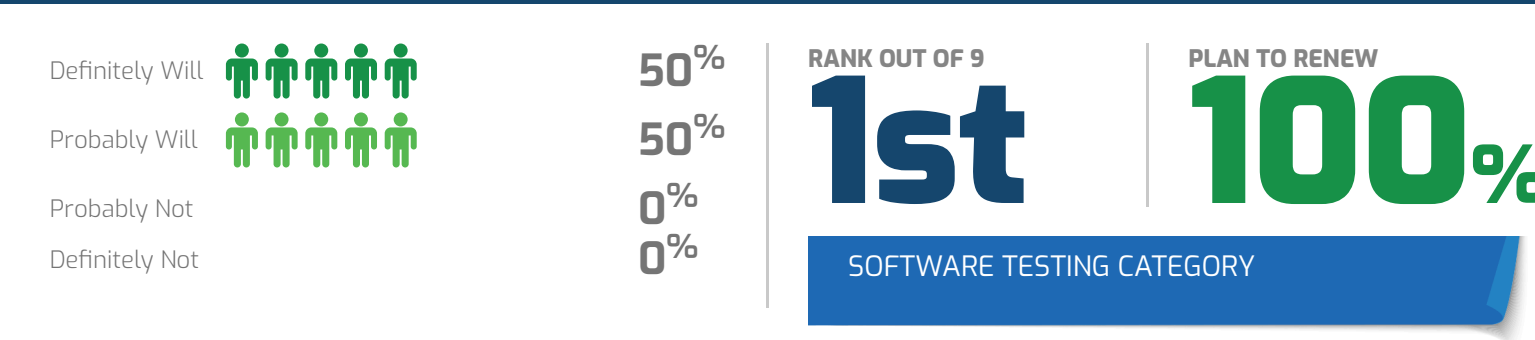 Definitely Will 50%
Probably Will 50%
Probably Not 0%
Definitely Not 0%
RANK OUT OF 9
1st
PLAN TO RENEW
100%
SOFTWARE TESTING CATEGORY